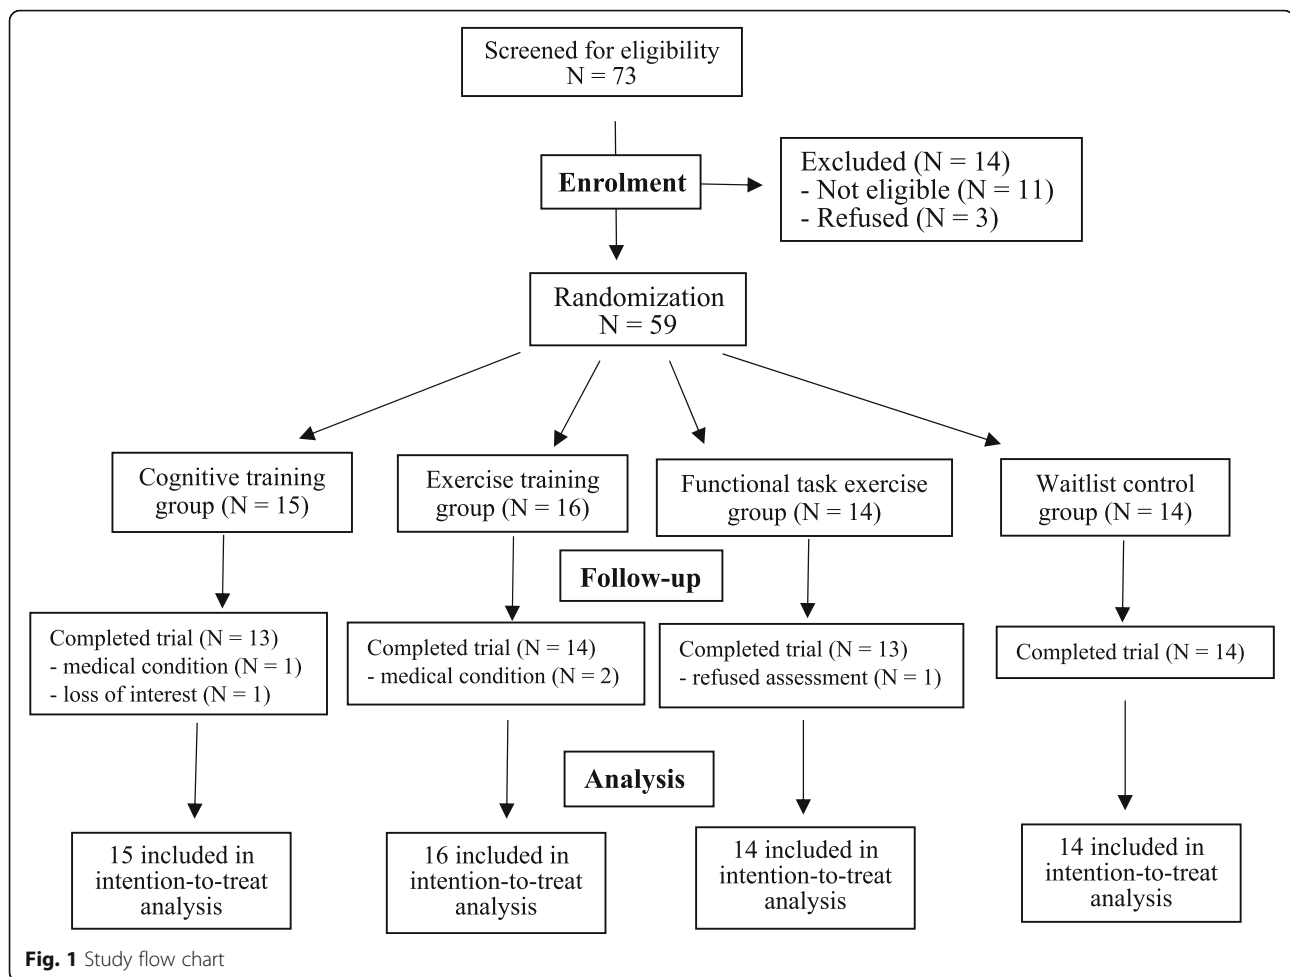 Screened for eligibility
N = 73
Enrolment
Excluded (N = 14)
- Not eligible (N = 11)
- Refused (N = 3)
Randomization
N = 59
Cognitive training
group (N = 15)
Exercise training
group (N = 16)
Functional task exercise
group (N = 14)
Waitlist control
group (N = 14)
Follow-up
Completed trial (N = 13)
- medical condition (N = 1)
- loss of interest (N = 1)
Completed trial (N = 14)
- medical condition (N = 2)
Completed trial (N = 13)
- refused assessment (N = 1)
Completed trial (N = 14)
Analysis
15 included in
intention-to-treat
analysis
16 included in
intention-to-treat
analysis
14 included in
intention-to-treat
analysis
14 included in
intention-to-treat
analysis
Fig. 1 Study flow chart